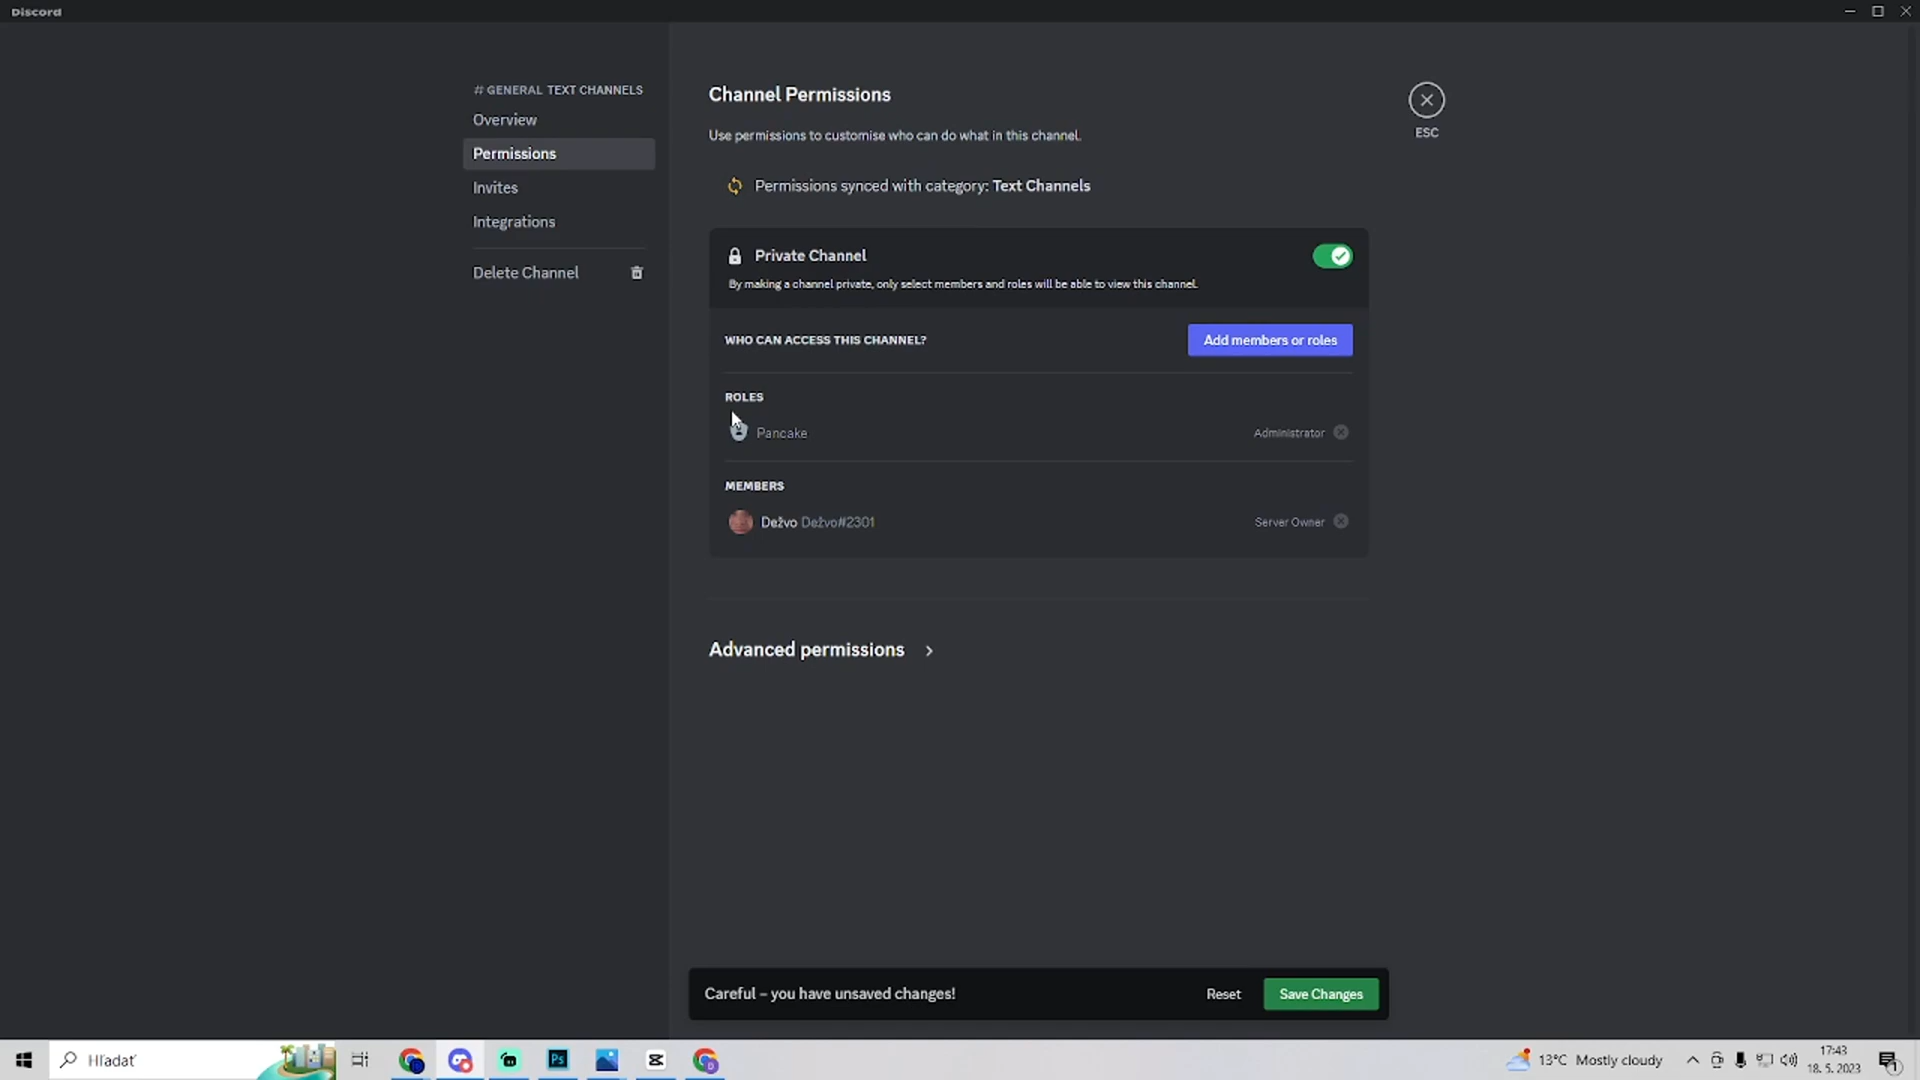 Discord
# GENERAL TEXT CHANNELS
Overview
Permissions
Invites
Integrations
Delete Channel
Channel Permissions
Use permissions to customise who can do what in this channel.
ESC
Permissions synced with category: Text Channels
Private Channel
By making a channel private, only select members and roles will be able to view this channel.
WHO CAN ACCESS THIS CHANNEL?
Add members or roles
ROLES
Pancake
Administrator
MEMBERS
Dežvo Dežvo#2301
Server Owner
Advanced permissions
Careful – you have unsaved changes!
Reset
Save Changes
Hľadať
Ps
13°C Mostly cloudy
17:43
18. 5. 2023